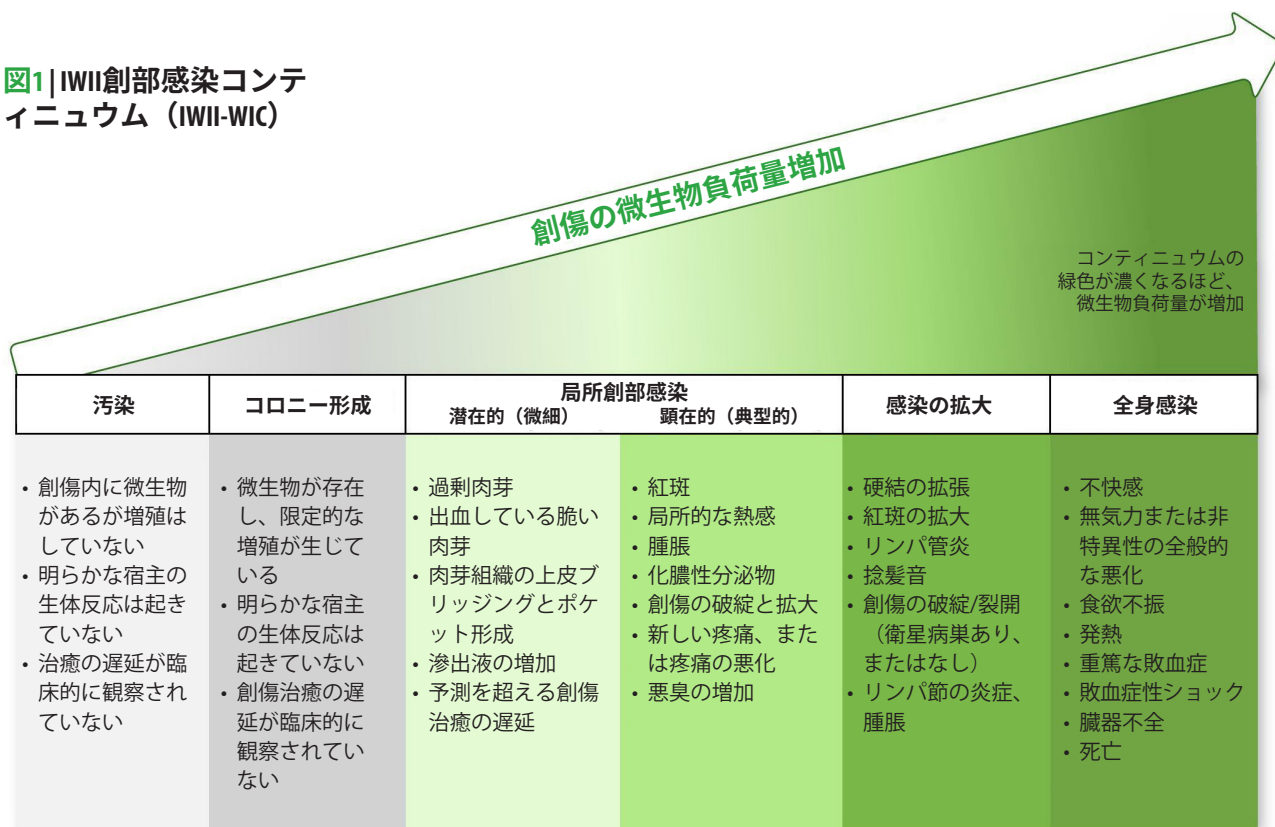 図1|IWII創部感染コンテ
ィニュウム（IWII-WIC）
創傷の微生物負荷量増加
コンティニュウムの
緑色が濃くなるほど、
微生物負荷量が増加
汚染
・創傷内に微生物
があるが増殖は
していない
・明らかな宿主の
生体反応は起き
ていない
・治癒の遅延が臨
床的に観察され
ていない
コロニー形成
・微生物が存在
し、限定的な
増殖が生じて
いる
・明らかな宿主
の生体反応は
起きていない
・創傷治癒の遅
延が臨床的に
観察されてい
ない
局所創部感染
潜在的（微細）
・過剰肉芽
・出血している脆い
肉芽
・肉芽組織の上皮ブ
リッジングとポケ
ット形成
・滲出液の増加
・予測を超える創傷
治癒の遅延
顕在的（典型的）
・紅斑
・局所的な熱感
・腫脹
・化膿性分泌物
・創傷の破綻と拡大
・新しい疼痛、また
は疼痛の悪化
・悪臭の増加
感染の拡大
・硬結の拡張
・紅斑の拡大
・リンパ管炎
・捻髪音
・創傷の破綻/裂開
（衛星病巣あり、
またはなし）
・リンパ節の炎症、
腫脹
全身感染
・不快感
・無気力または非
特異性の全般的
な悪化
・食欲不振
・発熱
・重篤な敗血症
・敗血症性ショック
・臓器不全
・死亡